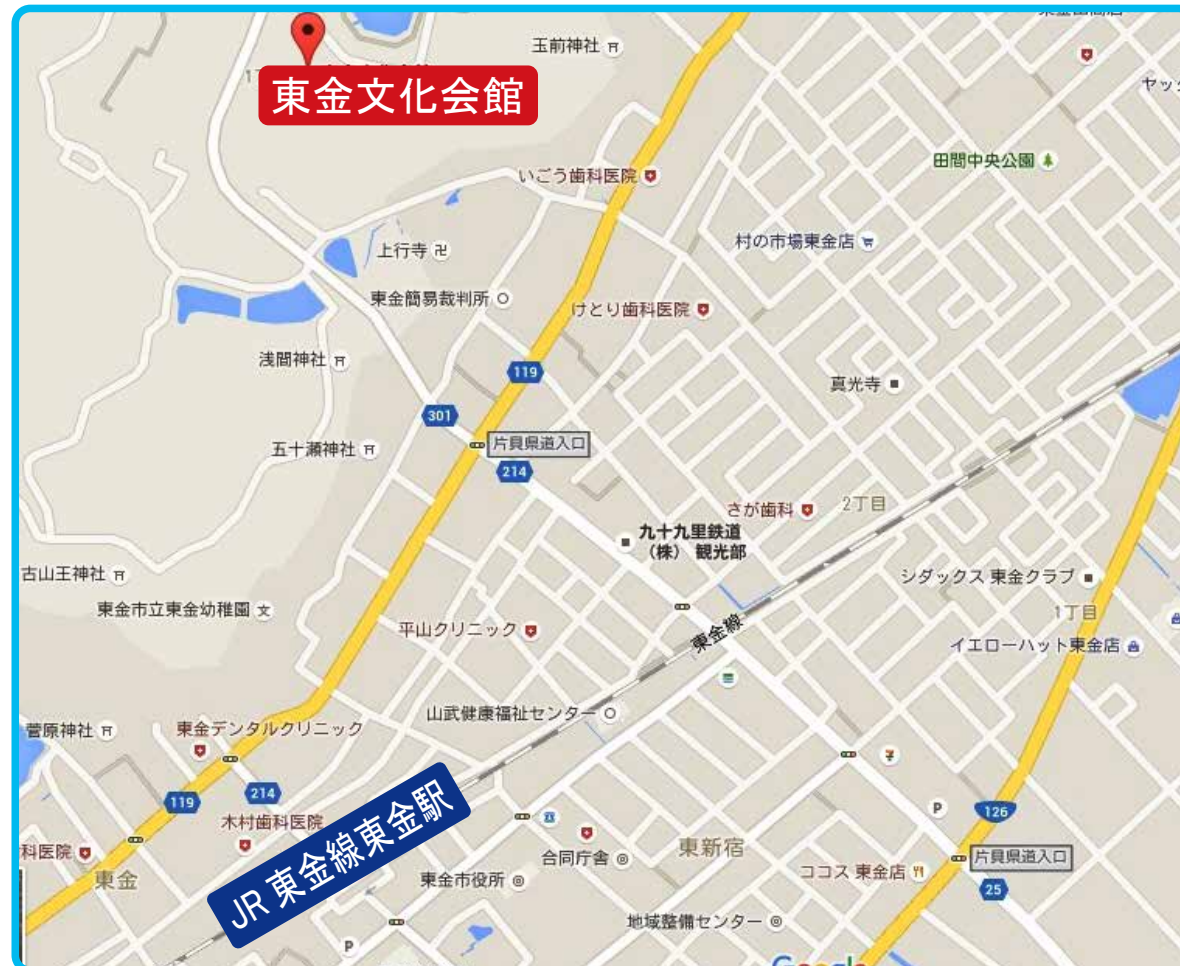 玉前神社
東金文化会館
ヤック
田間中央公園
いごう歯科医院
村の市場東金店
上行寺
東金簡易裁判所
けとり歯科医院
浅間神社
119
真光寺
301
片貝県道入口
五十瀬神社
214
さが歯科
2丁目
九十九里鉄道
(株) 観光部
古山王神社
シダックス 東金クラブ
東金市立東金幼稚園
文
1丁目
平山クリニック
東金線
イエローハット東金店
山武健康福祉センター
菅原神社
東金デンタルクリニック
214
119
P
126
木村歯科医院
JR 東金線東金駅
科医院
合同庁舎
東新宿
片貝県道入口
ココス 東金店
東金
東金市役所
25
地域整備センター
P
Google